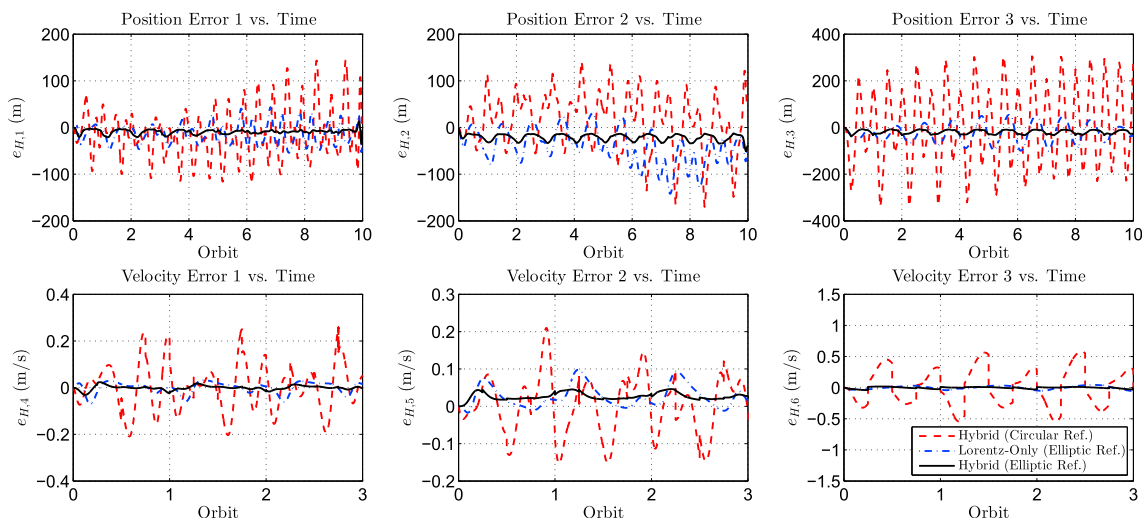 Position Error 1 vs. Time
Position Error 2 vs. Time
Position Error 3 vs. Time
e_{H,1} (m)
200
100
0
−100
−200
0 2 4 6 8 10
Orbit
e_{H,2} (m)
200
100
0
−100
−200
0 2 4 6 8 10
Orbit
e_{H,3} (m)
400
200
0
−200
−400
0 2 4 6 8 10
Orbit
Velocity Error 1 vs. Time
Velocity Error 2 vs. Time
Velocity Error 3 vs. Time
e_{H,4} (m/s)
0.4
0.2
0
−0.2
−0.4
0 1 2 3
Orbit
e_{H,5} (m/s)
0.3
0.2
0.1
0
−0.1
−0.2
0 1 2 3
Orbit
e_{H,6} (m/s)
1.5
1
0.5
0
−0.5
−1
−1.5
0 1 2 3
Orbit
Hybrid (Circular Ref.)
Lorentz-Only (Elliptic Ref.)
Hybrid (Elliptic Ref.)